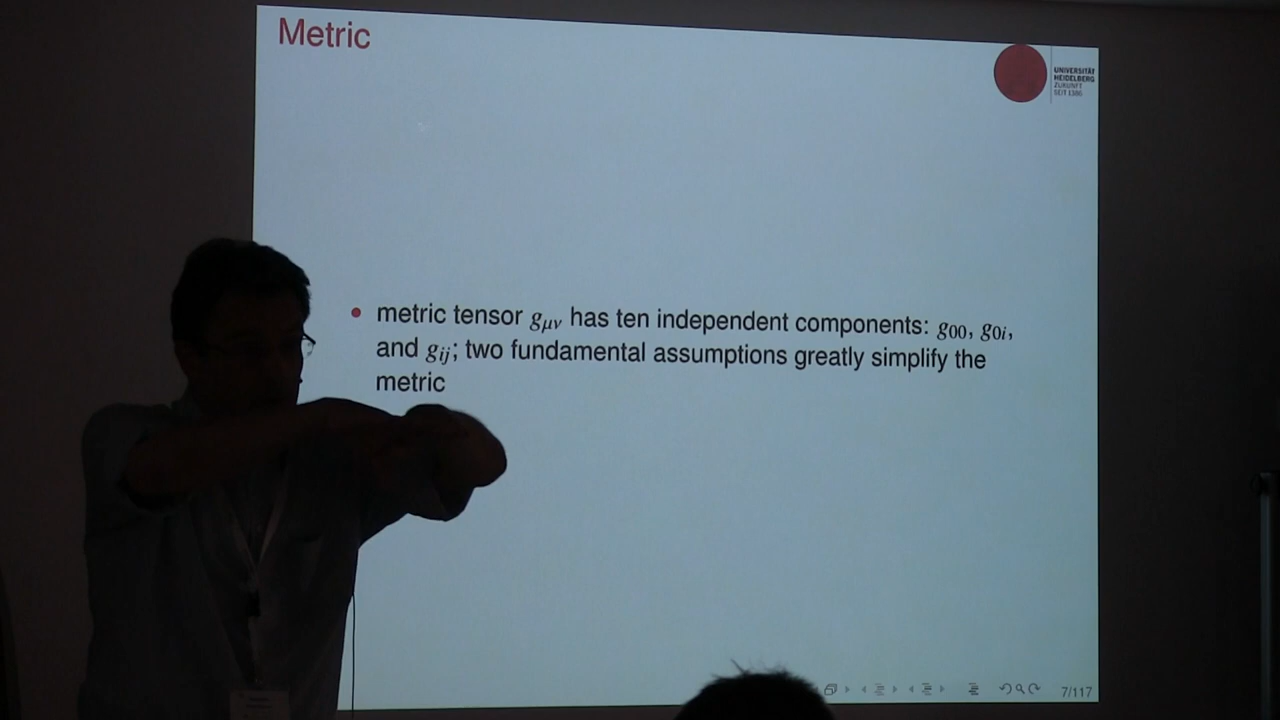 Metric
UNIVERSITÄT
HEIDELBERG
ZUKUNFT
SEIT 1386
• metric tensor gμν has ten independent components: g00, g0i,
and gij; two fundamental assumptions greatly simplify the
metric
7/117